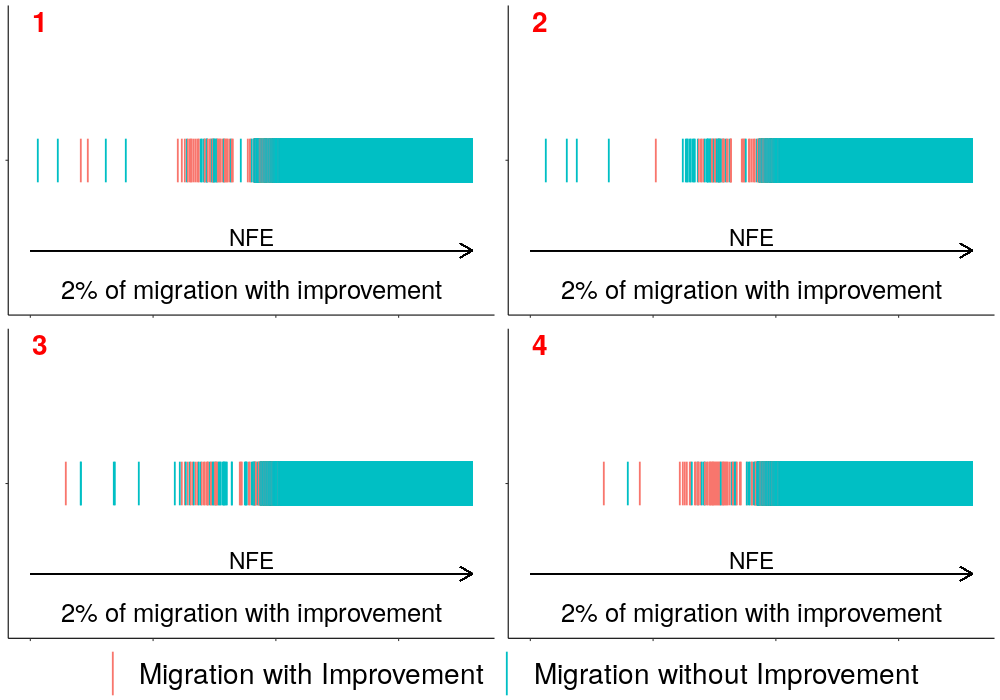 1
NFE
2% of migration with improvement
2
NFE
2% of migration with improvement
3
NFE
2% of migration with improvement
4
NFE
2% of migration with improvement
Migration with Improvement
Migration without Improvement